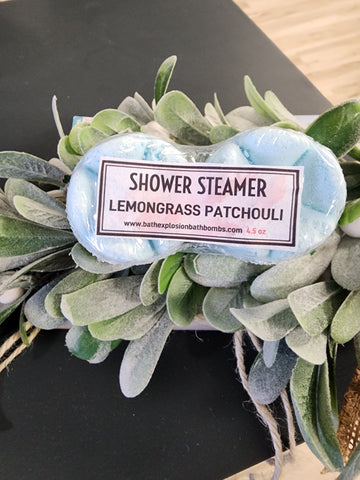 SHOWER STEAMER
LEMONGRASS PATCHOULI
www.bathexplosionbathbombs.com 4.5 oz